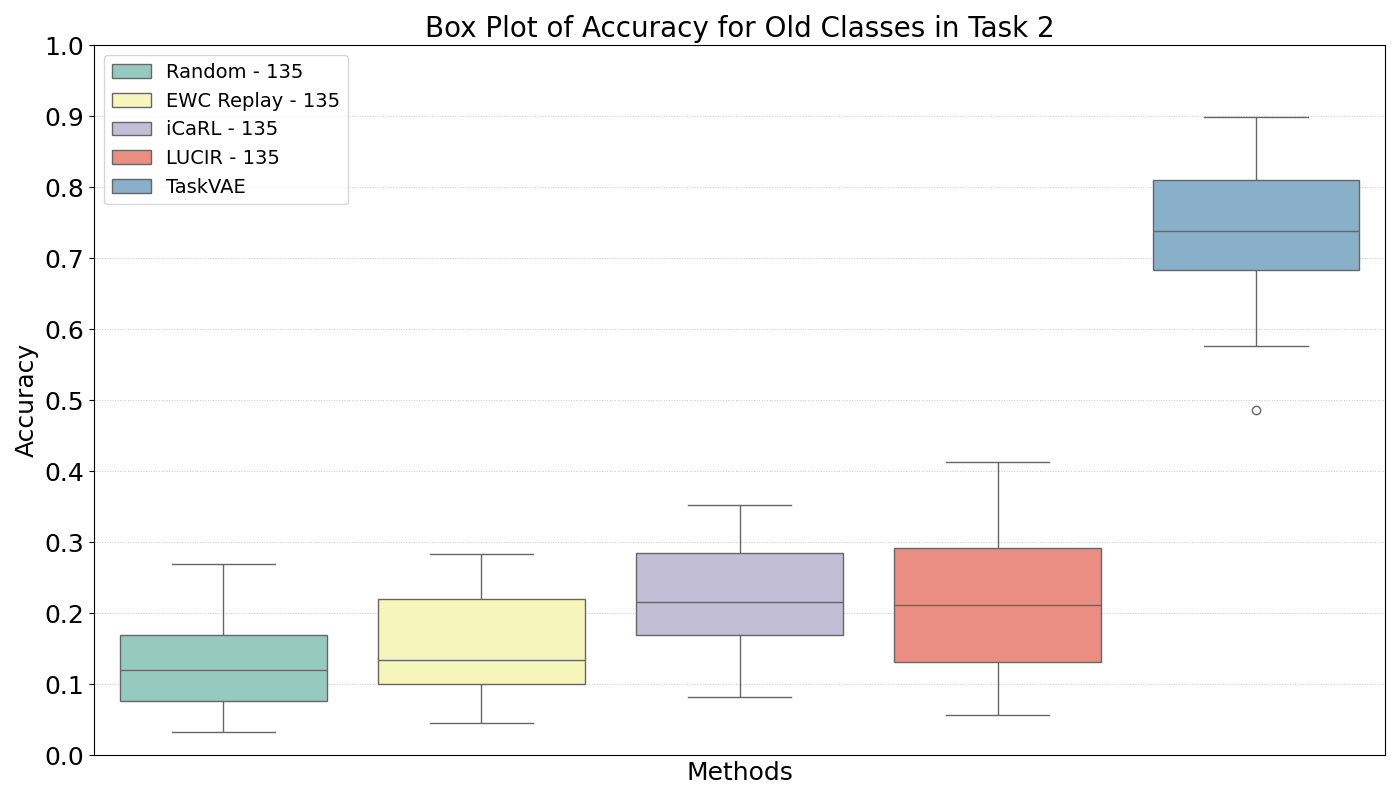 Box Plot of Accuracy for Old Classes in Task 2
1.0
0.9
0.8
0.7
0.6
0.5
0.4
0.3
0.2
0.1
0.0
Accuracy
Random - 135
EWC Replay - 135
iCaRL - 135
LUCIR - 135
TaskVAE
Methods